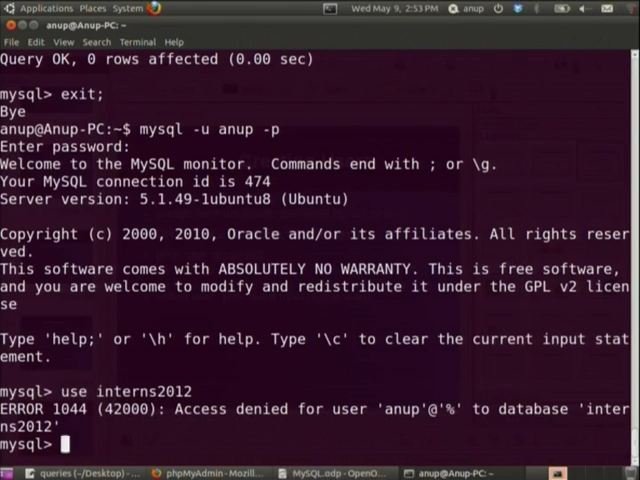 Applications Places System
Wed May 9, 2:53 PM anup
anup@Anup-PC: ~
File Edit View Search Terminal Help
Query OK, 0 rows affected (0.00 sec)
mysql> exit;
Bye
anup@Anup-PC:~$ mysql -u anup -p
Enter password:
Welcome to the MySQL monitor.  Commands end with ; or \g.
Your MySQL connection id is 474
Server version: 5.1.49-1ubuntu8 (Ubuntu)
Copyright (c) 2000, 2010, Oracle and/or its affiliates. All rights reser
ved.
This software comes with ABSOLUTELY NO WARRANTY. This is free software,
and you are welcome to modify and redistribute it under the GPL v2 licen
se
Type 'help;' or '\h' for help. Type '\c' to clear the current input stat
ement.
mysql> use interns2012
ERROR 1044 (42000): Access denied for user 'anup'@'%' to database 'inter
ns2012'
mysql>
queries (~/Desktop) -... phpMyAdmin - Mozill... MySQL.odp - OpenO... anup@Anup-PC: ~